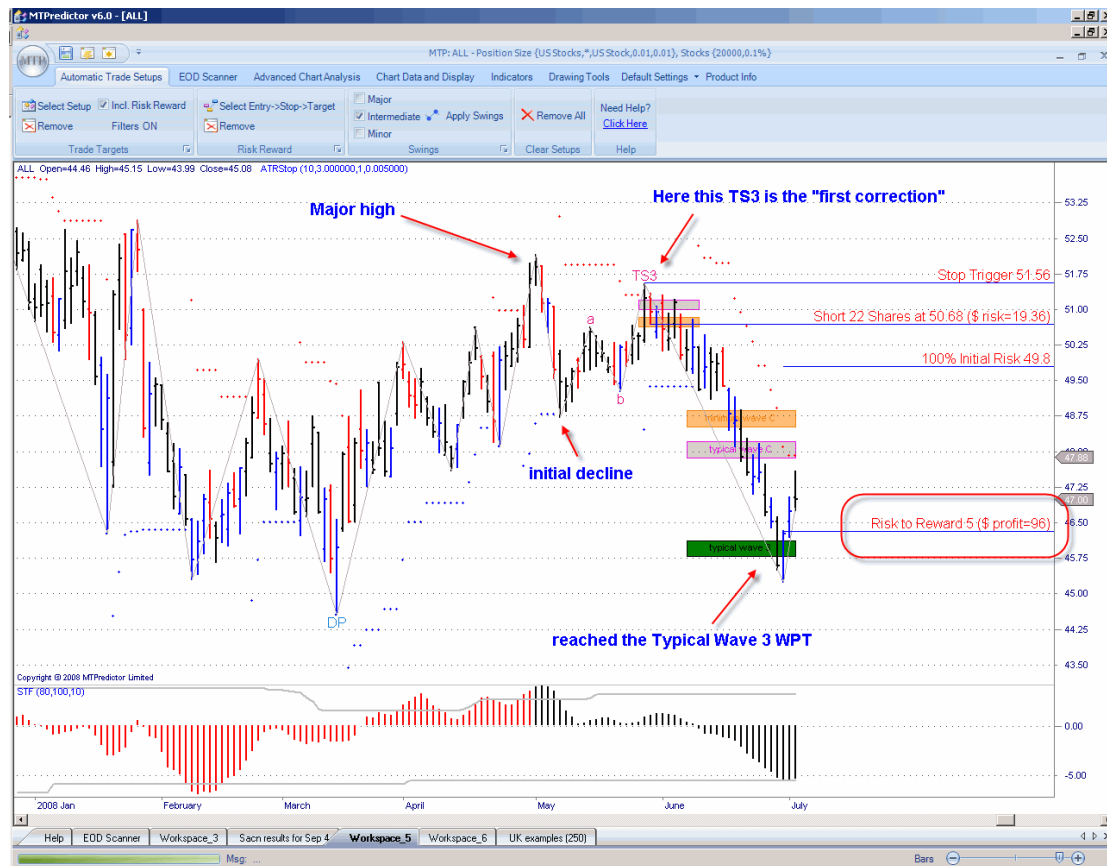 MTPredictor v6.0 - [ALL]
MTP
MTP: ALL - Position Size {US Stocks,*,US Stock,0.01,0.01}, Stocks {20000,0.1%}
Automatic Trade Setups EOD Scanner Advanced Chart Analysis Chart Data and Display Indicators Drawing Tools Default Settings Product Info
Select Setup Incl. Risk Reward Select Entry->Stop->Target Major
Intermediate Apply Swings Remove All Need Help?
Click Here
Remove Filters ON Remove Minor
Trade Targets Risk Reward Swings Clear Setups Help
ALL Open=44.46 High=45.15 Low=43.99 Close=45.08 ATRStop (10,3.000000,1,0.005000)
Here this TS3 is the "first correction"
Major high
53.25
52.50
TS3
Stop Trigger 51.56
51.75
a
Short 22 Shares at 50.68 ($ risk=19.36)
51.00
50.25
100% Initial Risk 49.8
b
49.50
48.75
typical wave C
48.00
47.88
initial decline
47.25
47.00
Risk to Reward 5 ($ profit=96)
46.50
typical wave 3
45.75
45.00
DP
reached the Typical Wave 3 WPT
44.25
43.50
Copyright © 2008 MTPredictor Limited
STF (80,100,10)
0.00
-5.00
2008 Jan February March April May June July
Help EOD Scanner Workspace_3 Sacn results for Sep 4 Workspace_5 Workspace_6 UK examples (250)
Msg: ...
Bars